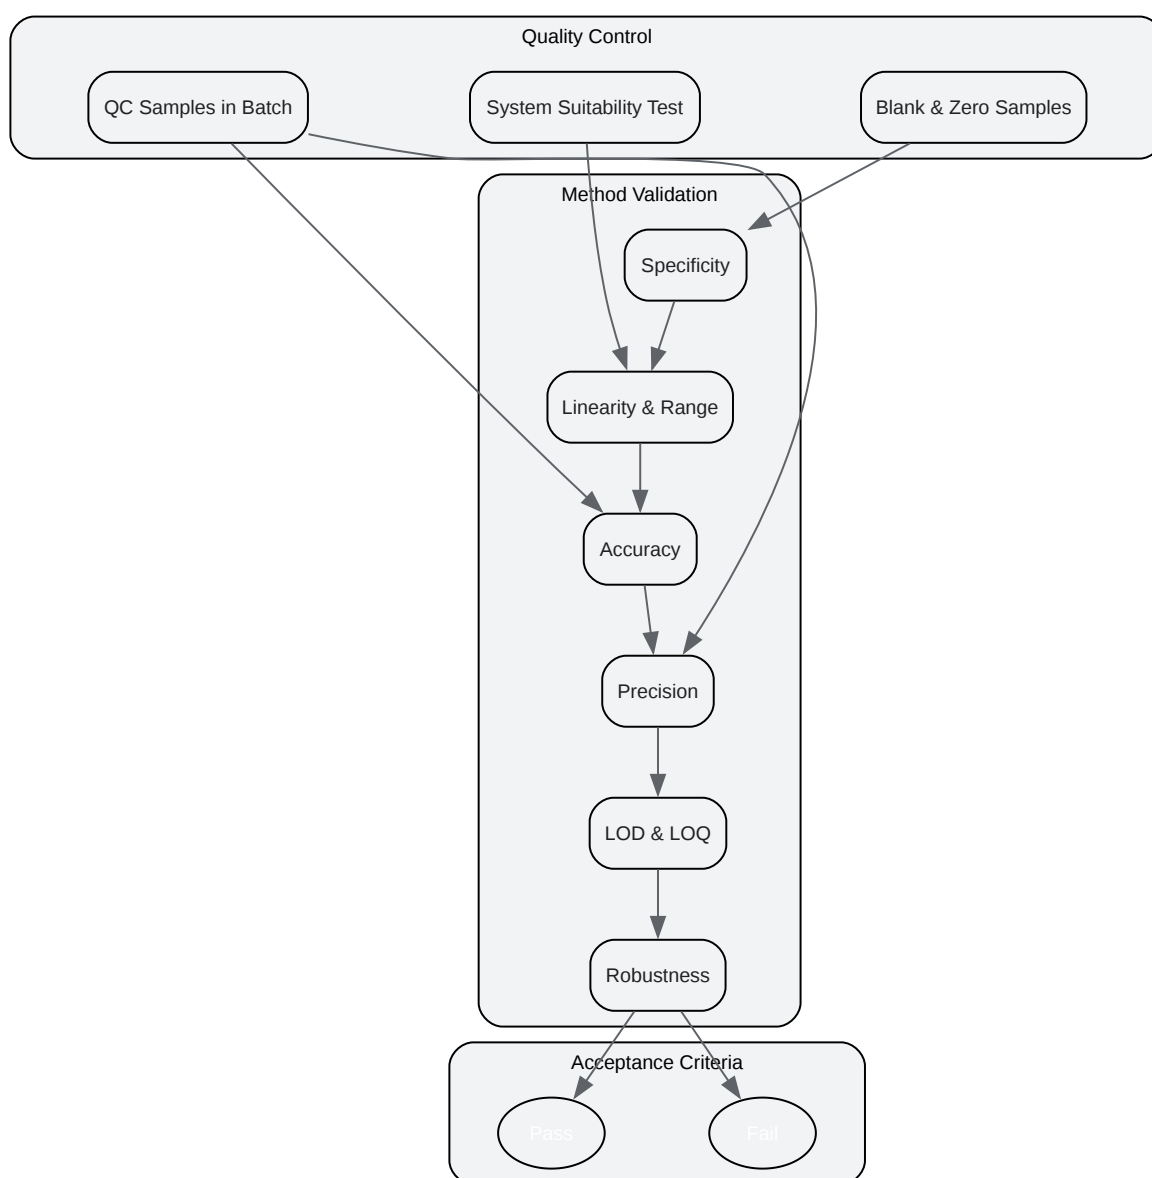 Quality Control
QC Samples in Batch
System Suitability Test
Blank & Zero Samples
Method Validation
Specificity
Linearity & Range
Accuracy
Precision
LOD & LOQ
Robustness
Acceptance Criteria
Pass
Fail